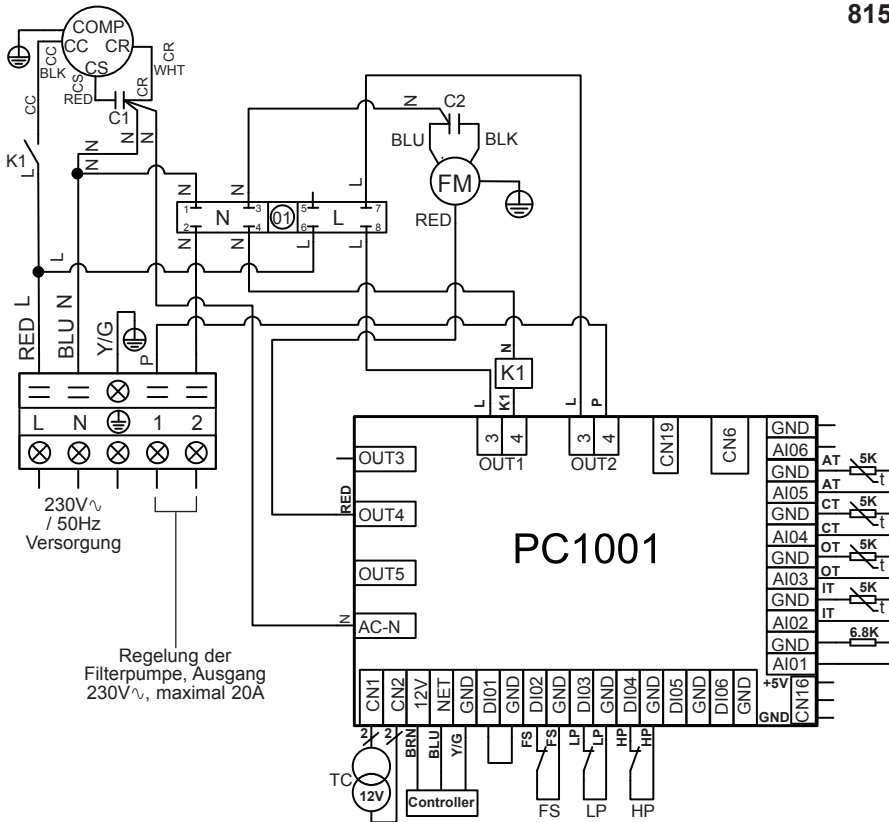 815
COMP
CC CR
CS
CC
BLK
CR
WHT
CS
RED
CR
C1
CC
N N N
K1
L
N N
N
N
L
N
C2
BLU BLK
FM
RED
1 3 5 7
N 01 L
2 4 6 8
N N L L
L
RED L
BLU N
Y/G
P
L N 1 2
230V∿
/ 50Hz
Versorgung
Regelung der
Filterpumpe, Ausgang
230V∿, maximal 20A
N
K1
L K1 L P
3 4 3 4
OUT1 OUT2
CN19 CN6
OUT3
RED OUT4
OUT5
N AC-N
PC1001
GND
AI06
GND AT 5K t
AI05 AT
GND CT 5K t
AI04 CT
GND OT 5K t
AI03 OT
GND IT 5K t
AI02 IT
GND 6.8K
AI01
+5V
CN16
GND
CN1 CN2 12V NET GND DI01 GND DI02 GND DI03 GND DI04 GND DI05 GND DI06 GND
2 2 BRN BLU Y/G FS FS LP LP HP HP
TC
12V
Controller
FS LP HP